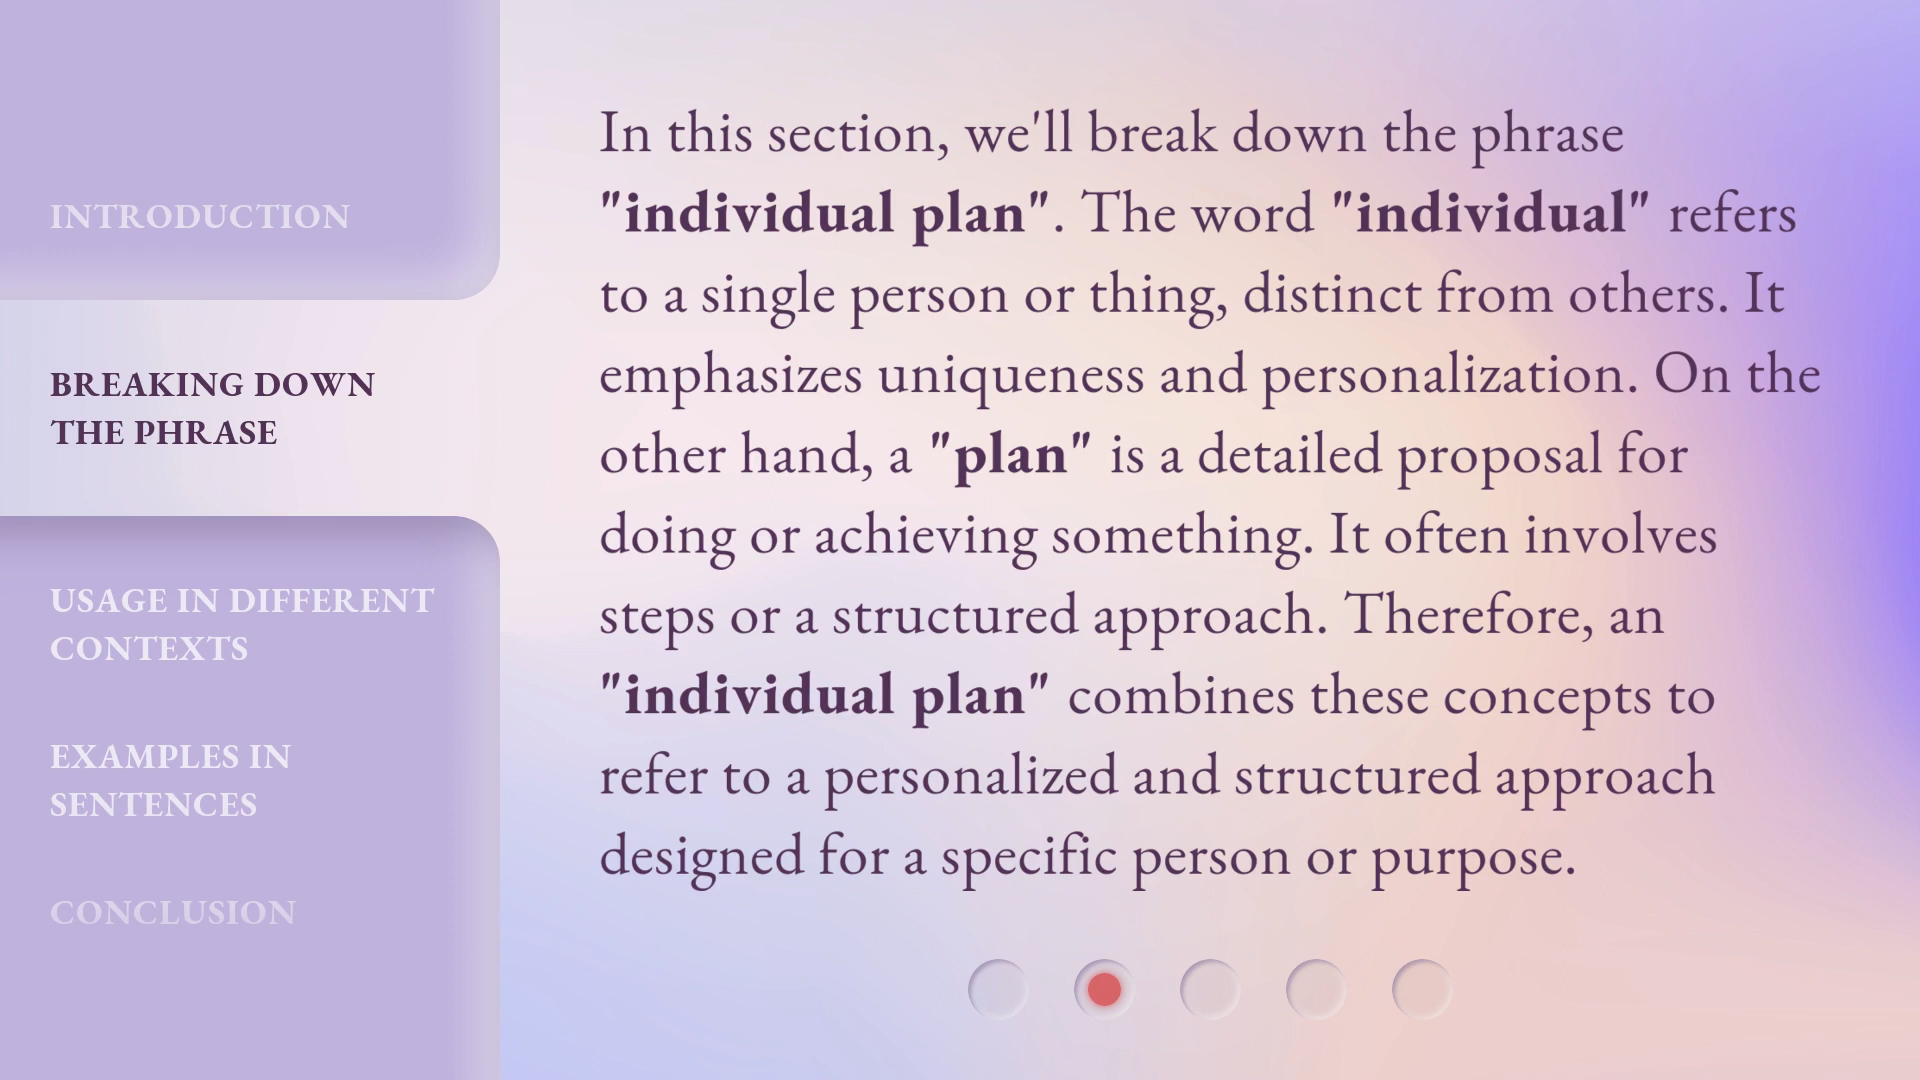 INTRODUCTION
BREAKING DOWN
THE PHRASE
USAGE IN DIFFERENT
CONTEXTS
EXAMPLES IN
SENTENCES
CONCLUSION
In this section, we'll break down the phrase
"individual plan". The word "individual" refers
to a single person or thing, distinct from others. It
emphasizes uniqueness and personalization. On the
other hand, a "plan" is a detailed proposal for
doing or achieving something. It often involves
steps or a structured approach. Therefore, an
"individual plan" combines these concepts to
refer to a personalized and structured approach
designed for a specific person or purpose.